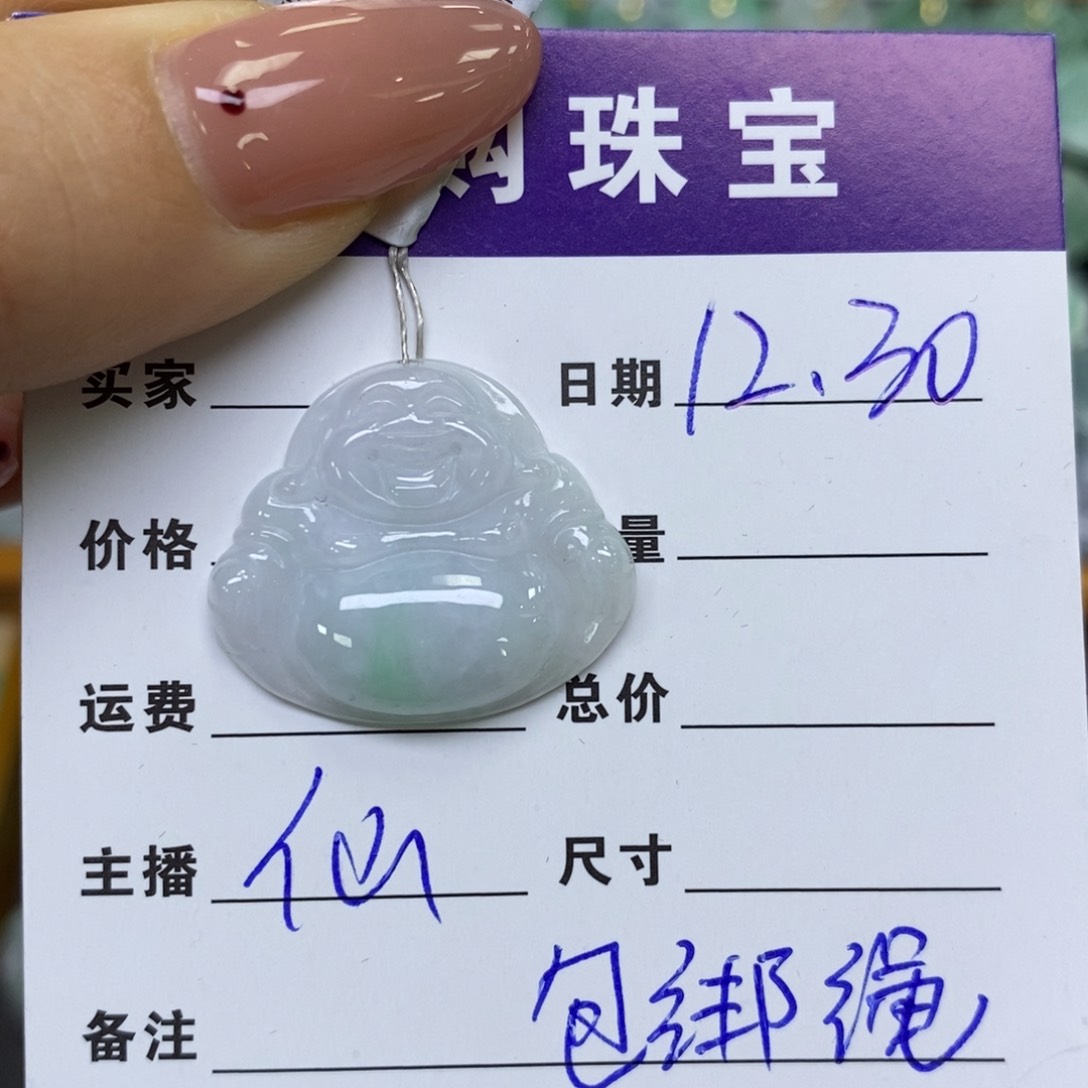 购珠宝
买家 日期 12.30
价格 量
运费 总价
主播 仙 尺寸
备注 包绑绳